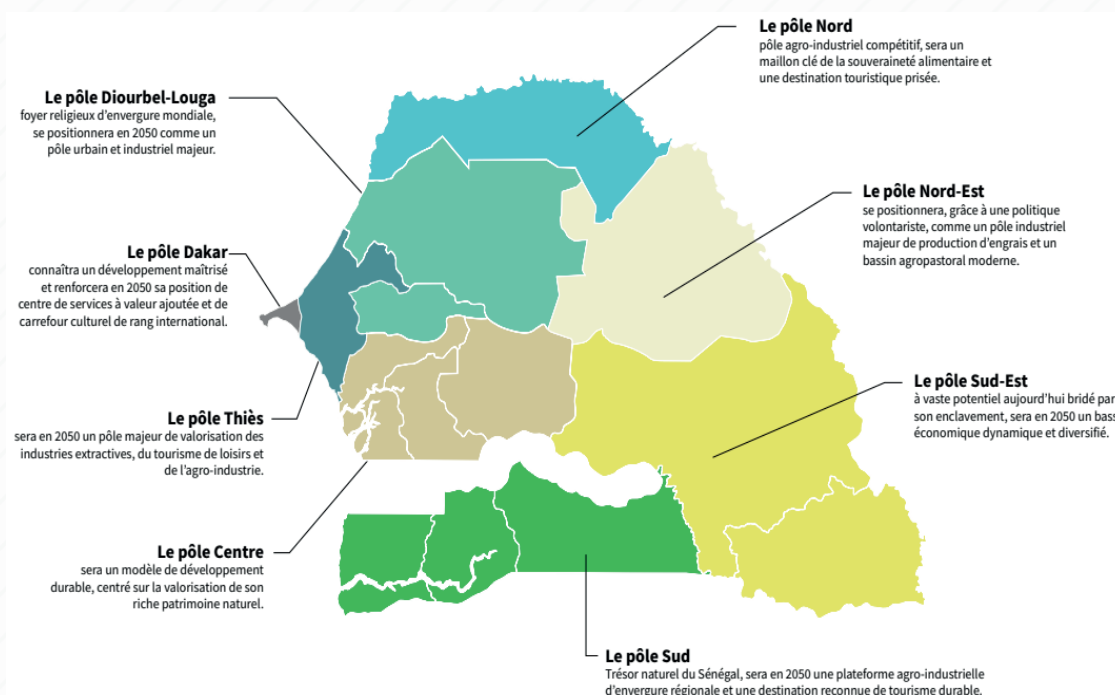 Le pôle Nord
pôle agro-industriel compétitif, sera un
maillon clé de la souveraineté alimentaire et
une destination touristique prisée.
Le pôle Diourbel-Louga
foyer religieux d'envergure mondiale,
se positionnera en 2050 comme un
pôle urbain et industriel majeur.
Le pôle Nord-Est
se positionnera, grâce à une politique
volontariste, comme un pôle industriel
majeur de production d'engrais et un
bassin agropastoral moderne.
Le pôle Dakar
connaîtra un développement maîtrisé
et renforcera en 2050 sa position de
centre de services à valeur ajoutée et de
carrefour culturel de rang international.
Le pôle Sud-Est
à vaste potentiel aujourd'hui bridé par
son enclavement, sera en 2050 un bass
économique dynamique et diversifié.
Le pôle Thiès
sera en 2050 un pôle majeur de valorisation des
industries extractives, du tourisme de loisirs et
de l'agro-industrie.
Le pôle Centre
sera un modèle de développement
durable, centré sur la valorisation de son
riche patrimoine naturel.
Le pôle Sud
Trésor naturel du Sénégal, sera en 2050 une plateforme agro-industrielle
d'envergure régionale et une destination reconnue de tourisme durable.